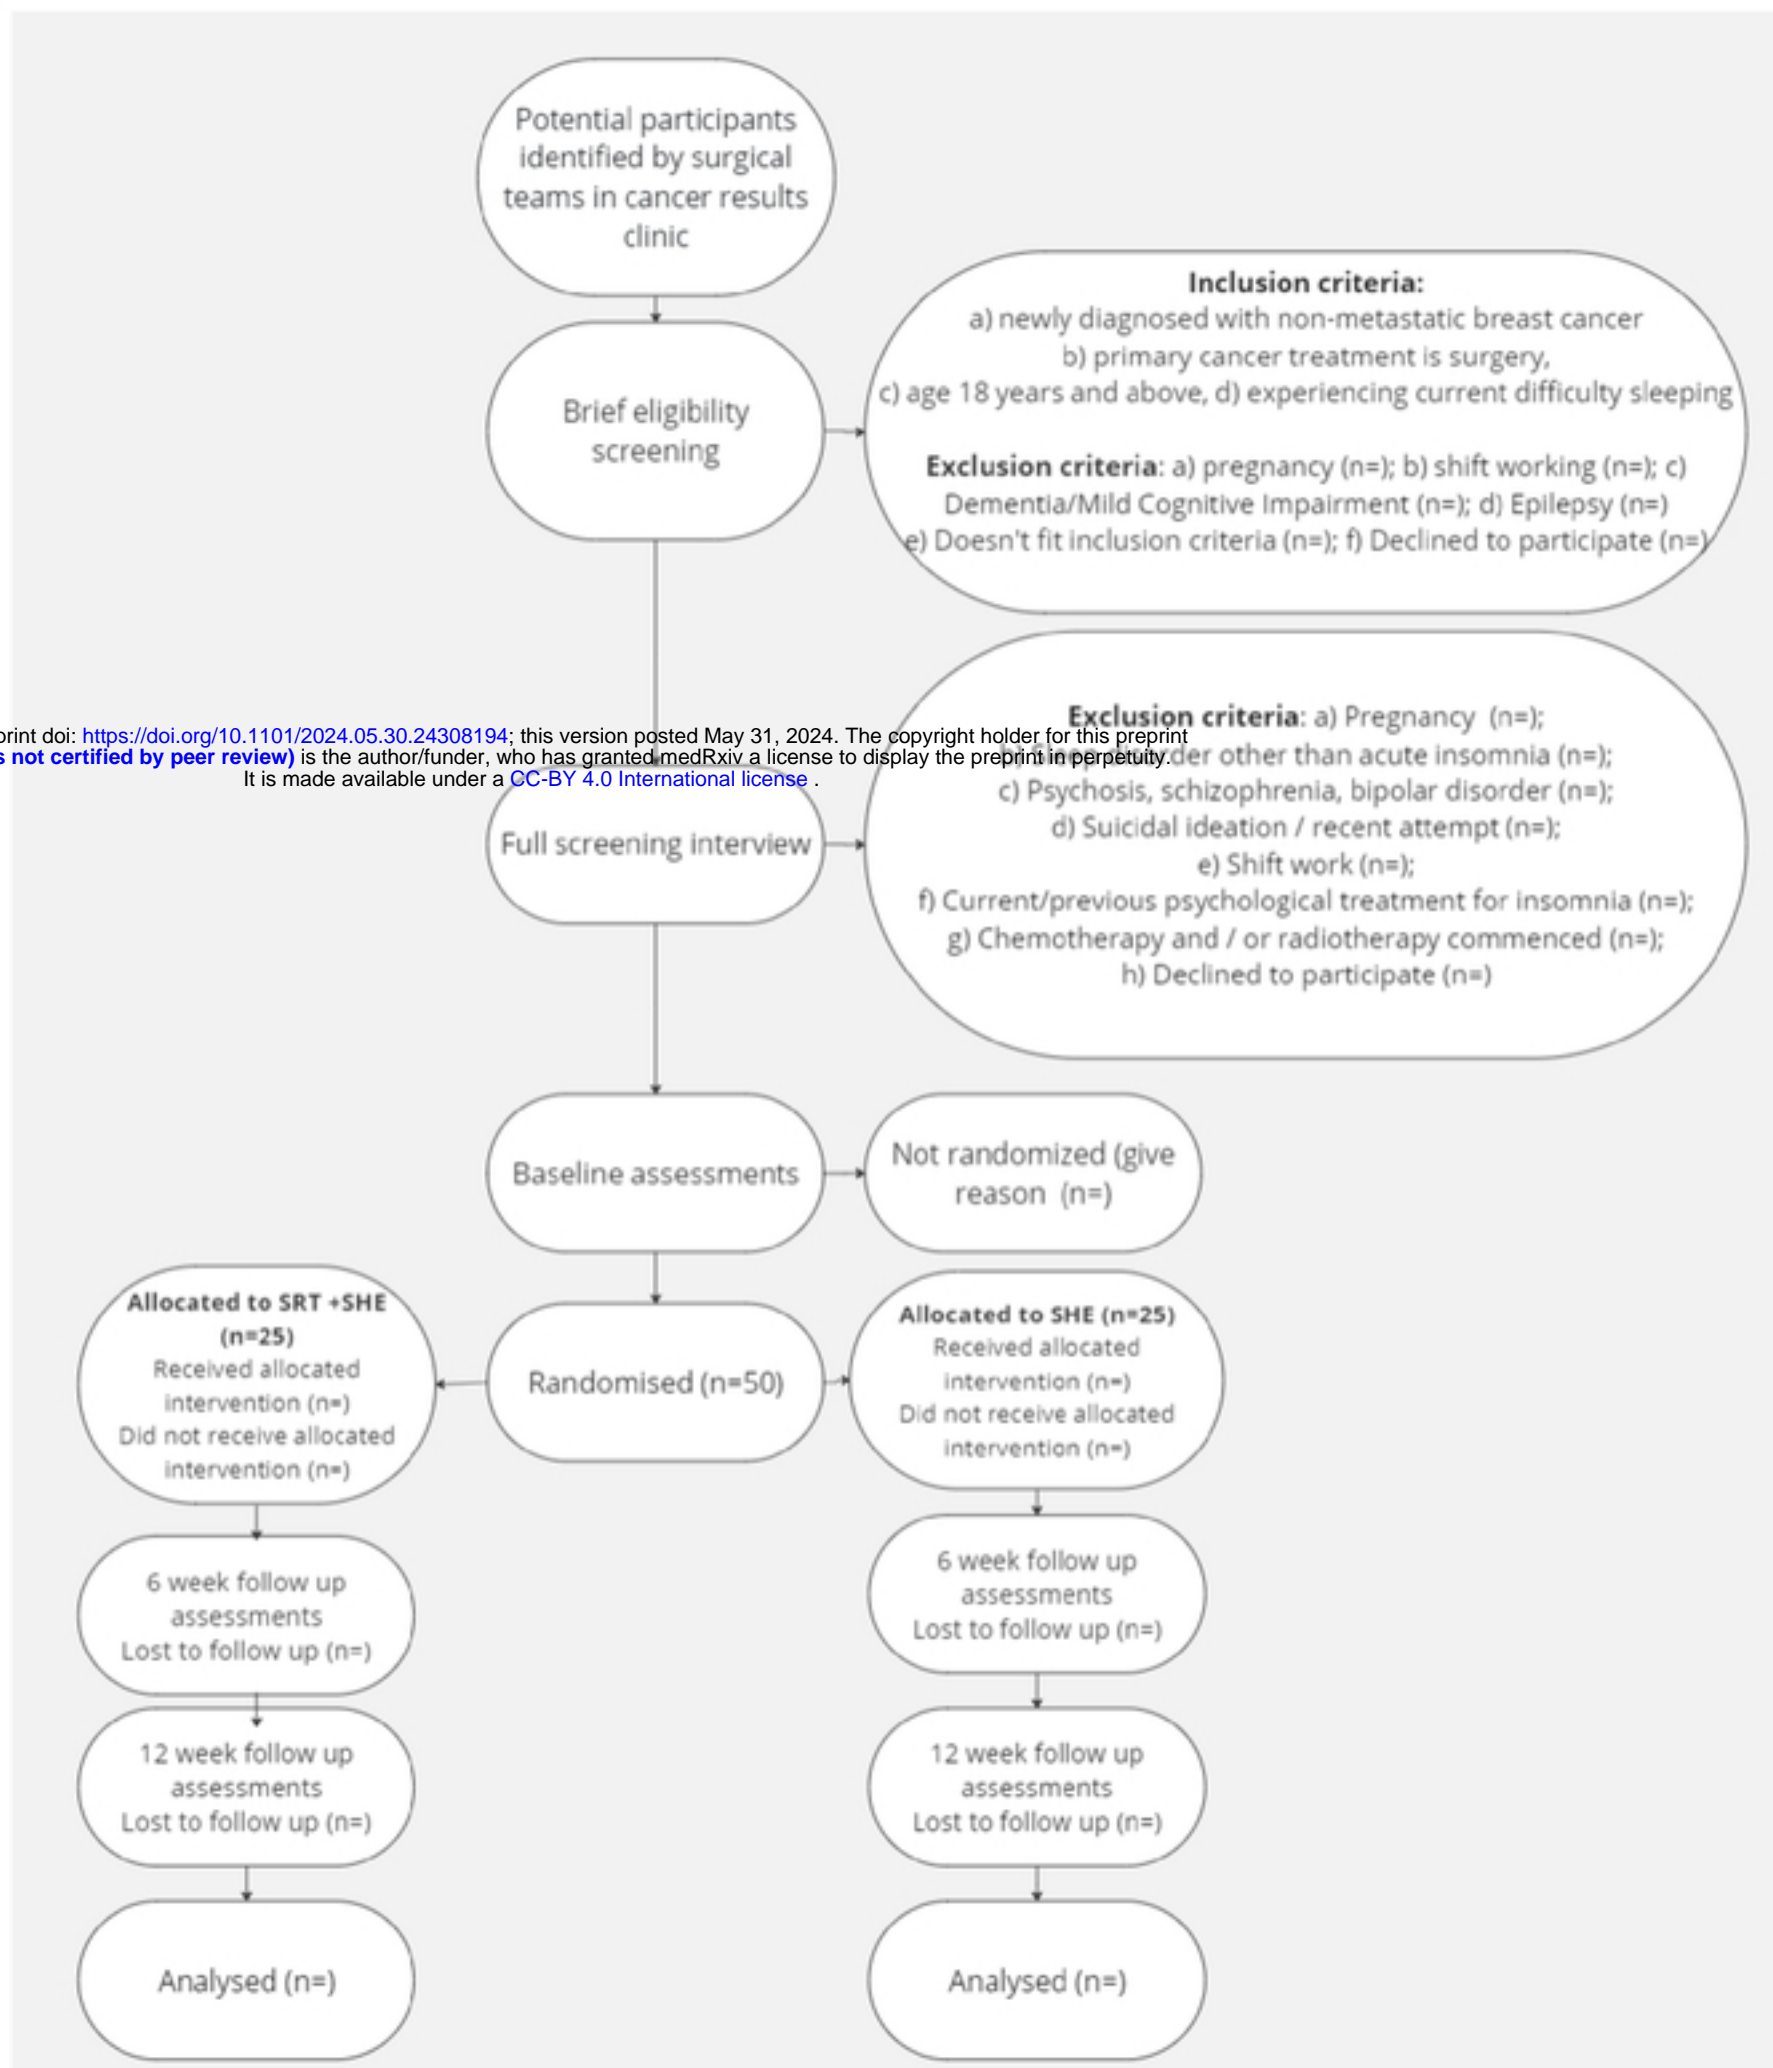 Potential participants
identified by surgical
teams in cancer results
clinic
Inclusion criteria:
a) newly diagnosed with non-metastatic breast cancer
b) primary cancer treatment is surgery,
c) age 18 years and above, d) experiencing current difficulty sleeping
Brief eligibility
screening
Exclusion criteria: a) pregnancy (n=); b) shift working (n=); c)
Dementia/Mild Cognitive Impairment (n=); d) Epilepsy (n=)
e) Doesn't fit inclusion criteria (n=); f) Declined to participate (n=)
print doi: https://doi.org/10.1101/2024.05.30.24308194; this version posted May 31, 2024. The copyright holder for this preprint
s not certified by peer review) is the author/funder, who has granted medRxiv a license to display the preprint in perpetuity.
It is made available under a CC-BY 4.0 International license .
Exclusion criteria: a) Pregnancy (n=);
b) Sleep disorder other than acute insomnia (n=);
c) Psychosis, schizophrenia, bipolar disorder (n=);
d) Suicidal ideation / recent attempt (n=);
e) Shift work (n=);
f) Current/previous psychological treatment for insomnia (n=);
g) Chemotherapy and / or radiotherapy commenced (n=);
h) Declined to participate (n=)
Full screening interview
Baseline assessments
Not randomized (give
reason (n=)
Allocated to SRT +SHE
(n=25)
Received allocated
intervention (n=)
Did not receive allocated
intervention (n=)
Randomised (n=50)
Allocated to SHE (n=25)
Received allocated
intervention (n=)
Did not receive allocated
intervention (n=)
6 week follow up
assessments
Lost to follow up (n=)
6 week follow up
assessments
Lost to follow up (n=)
12 week follow up
assessments
Lost to follow up (n=)
12 week follow up
assessments
Lost to follow up (n=)
Analysed (n=)
Analysed (n=)